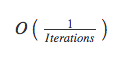 O ( 1 / Iterations )